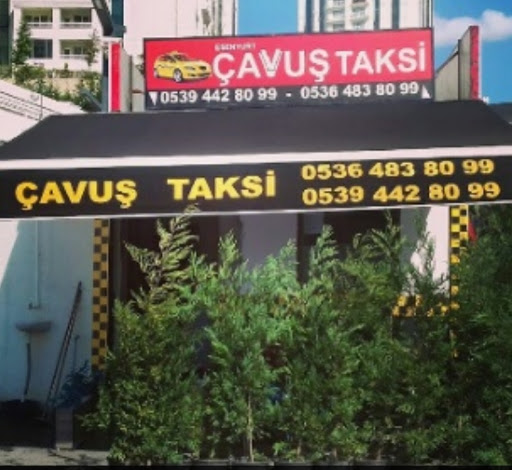 ESENYURT
ÇAVUŞ TAKSİ
0539 442 80 99 - 0536 483 80 99
ÇAVUŞ TAKSİ 0536 483 80 99
0539 442 80 99